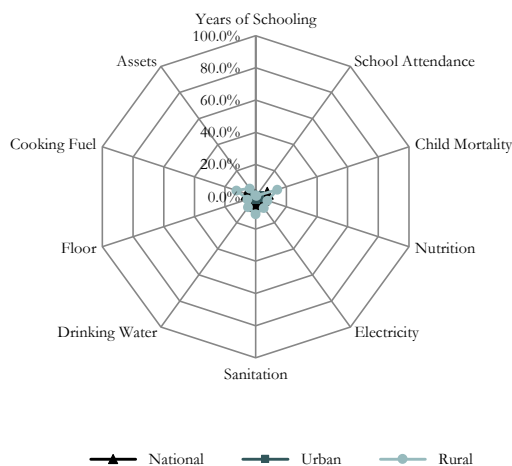 Years of Schooling
100.0%
Assets
School Attendance
80.0%
60.0%
Cooking Fuel
40.0%
Child Mortality
20.0%
0.0%
Floor
Nutrition
Drinking Water
Electricity
Sanitation
National
Urban
Rural